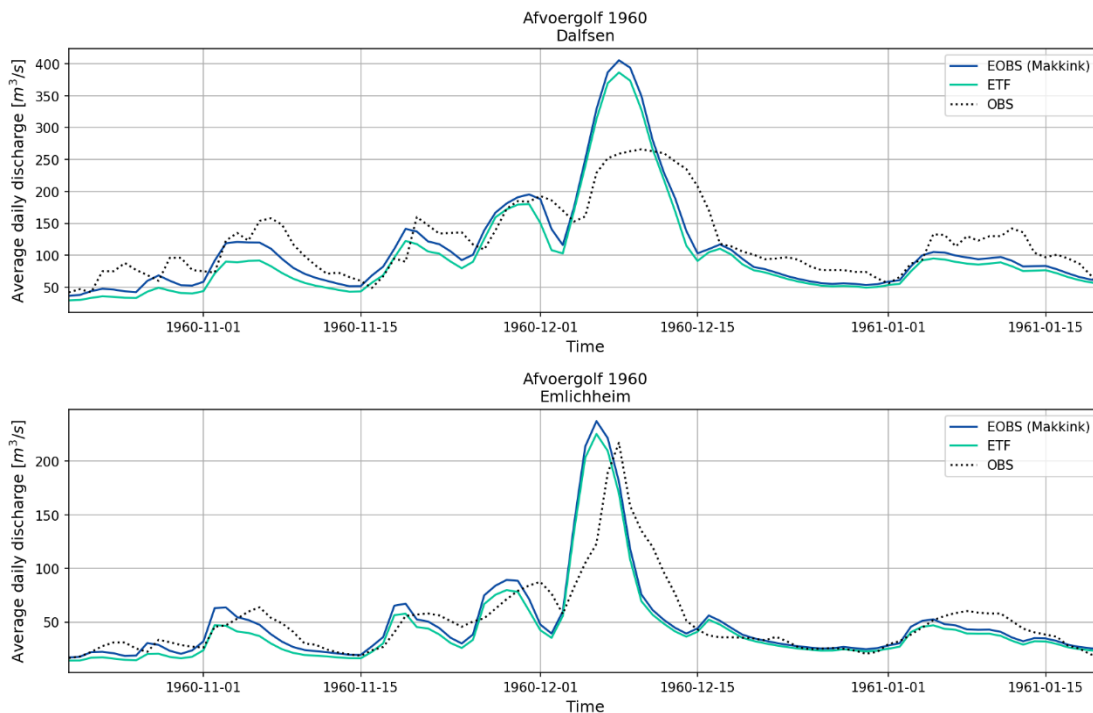 Afvoergolf 1960
Dalfsen
Average daily discharge [m³/s]
400
350
300
250
200
150
100
50
EOBS (Makkink)
ETF
OBS
1960-11-01
1960-11-15
1960-12-01
1960-12-15
1961-01-01
1961-01-15
Time
Afvoergolf 1960
Emlichheim
Average daily discharge [m³/s]
200
150
100
50
EOBS (Makkink)
ETF
OBS
1960-11-01
1960-11-15
1960-12-01
1960-12-15
1961-01-01
1961-01-15
Time